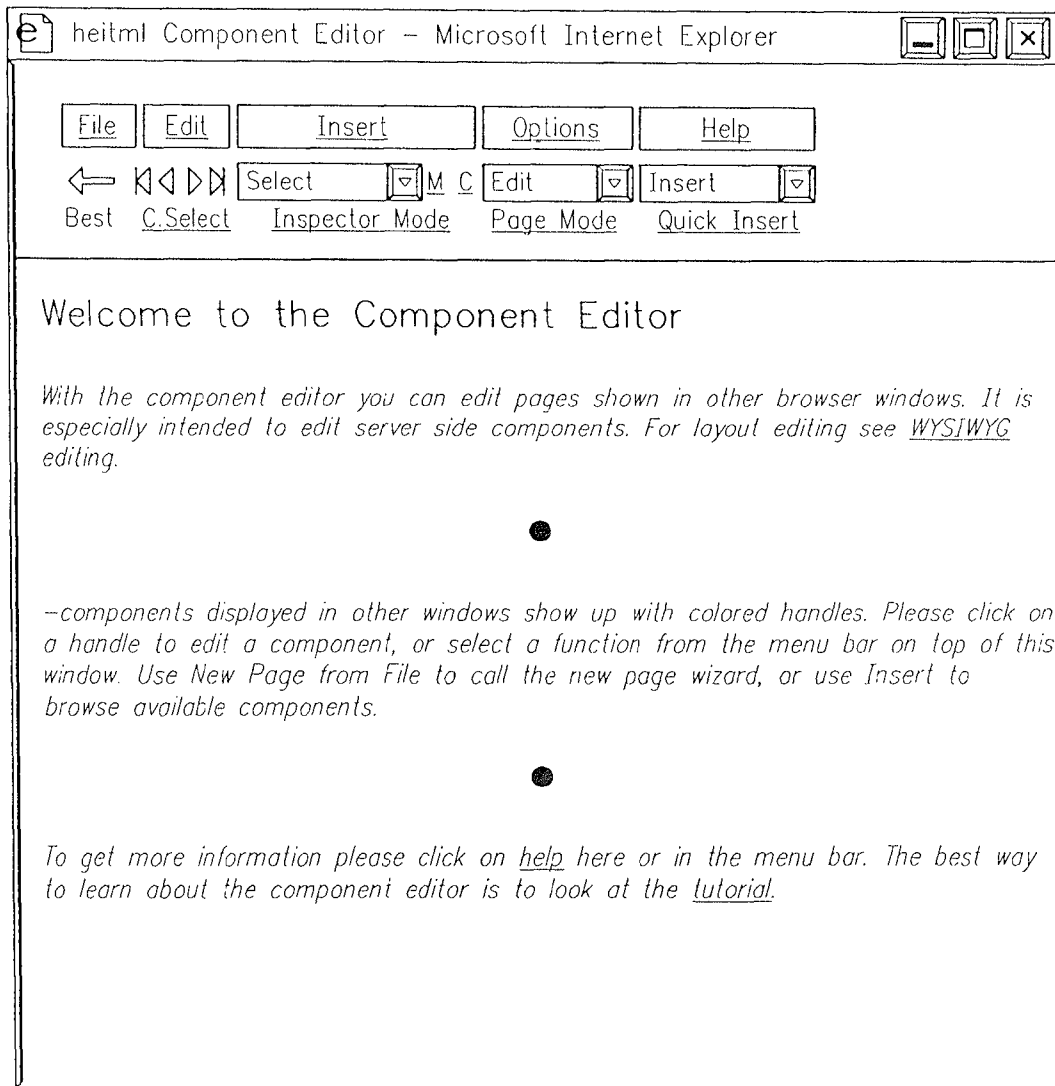 heitml Component Editor – Microsoft Internet Explorer
File Edit Insert Options Help
Select M C Edit Insert
Best C.Select Inspector Mode Page Mode Quick Insert
Welcome to the Component Editor
With the component editor you can edit pages shown in other browser windows. It is
especially intended to edit server side components. For layout editing see WYSIWYG
editing.
–components displayed in other windows show up with colored handles. Please click on
a handle to edit a component, or select a function from the menu bar on top of this
window. Use New Page from File to call the new page wizard, or use Insert to
browse available components.
To get more information please click on help here or in the menu bar. The best way
to learn about the component editor is to look at the tutorial.